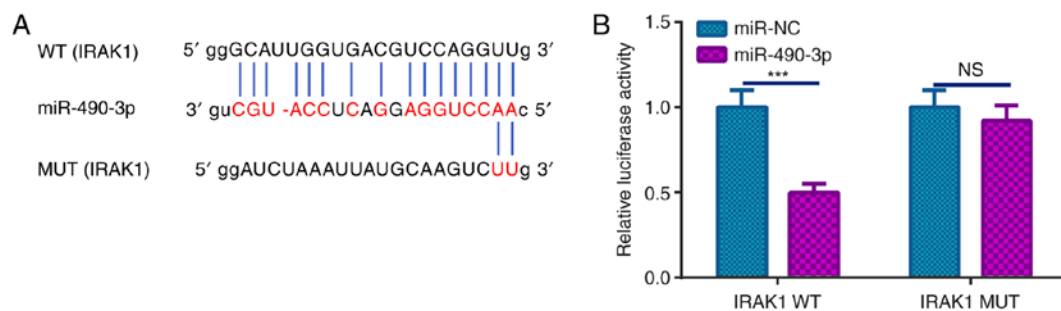 A
WT (IRAK1) 5′ ggGCAUUGGUGACGUCCAGGUUg 3′
miR-490-3p 3′ guCGU -ACCUCAGGAGGUCCAAc 5′
MUT (IRAK1) 5′ ggAUCUAAAUUAUGCAAGUCUUg 3′
B
miR-NC
miR-490-3p
Relative luciferase activity
1.5
1.0
0.5
0.0
***
NS
IRAK1 WT
IRAK1 MUT